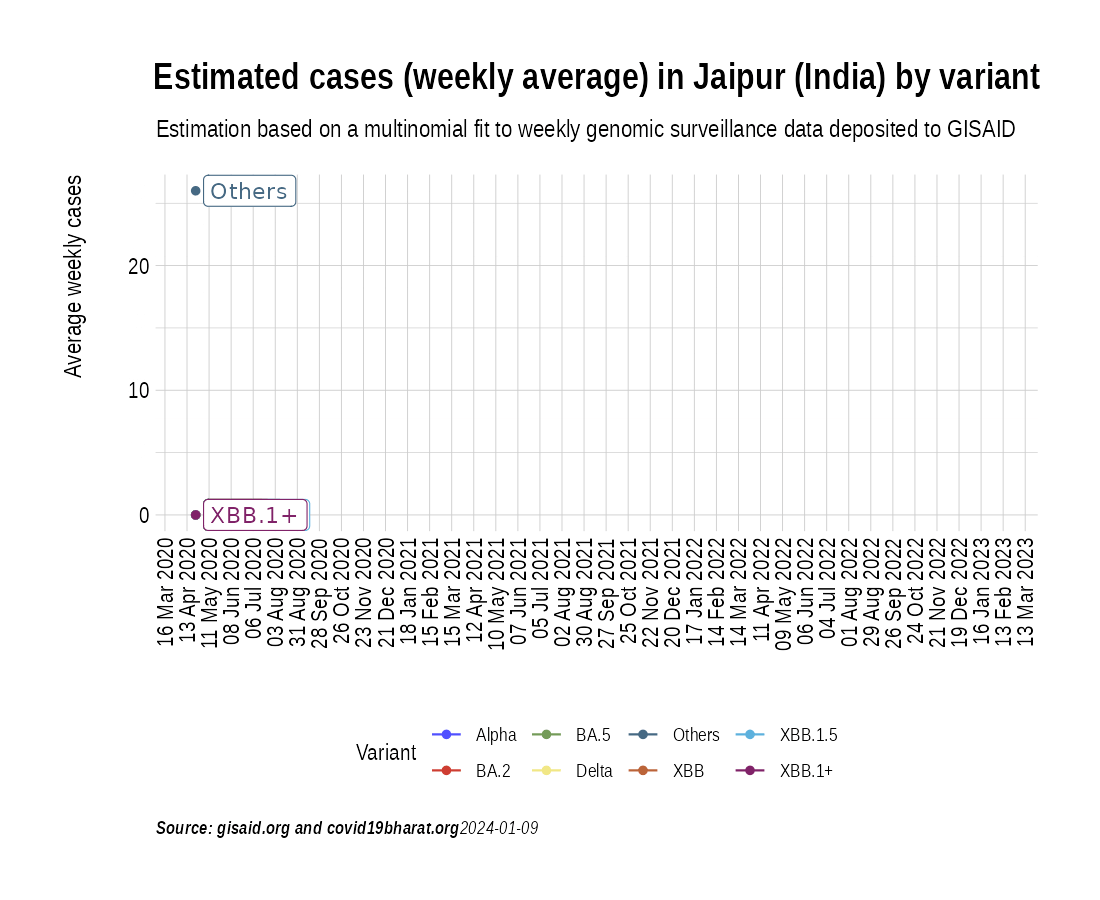 Estimated cases (weekly average) in Jaipur (India) by variant
Estimation based on a multinomial fit to weekly genomic surveillance data deposited to GISAID
Average weekly cases
Others
20
10
0
XBB.1+
16 Mar 2020
13 Apr 2020
11 May 2020
08 Jun 2020
06 Jul 2020
03 Aug 2020
31 Aug 2020
28 Sep 2020
26 Oct 2020
23 Nov 2020
21 Dec 2020
18 Jan 2021
15 Feb 2021
15 Mar 2021
12 Apr 2021
10 May 2021
07 Jun 2021
05 Jul 2021
02 Aug 2021
30 Aug 2021
27 Sep 2021
25 Oct 2021
22 Nov 2021
20 Dec 2021
17 Jan 2022
14 Feb 2022
14 Mar 2022
11 Apr 2022
09 May 2022
06 Jun 2022
04 Jul 2022
01 Aug 2022
29 Aug 2022
26 Sep 2022
24 Oct 2022
21 Nov 2022
19 Dec 2022
16 Jan 2023
13 Feb 2023
13 Mar 2023
Variant
Alpha BA.5 Others XBB.1.5
BA.2 Delta XBB XBB.1+
Source: gisaid.org and covid19bharat.org2024-01-09